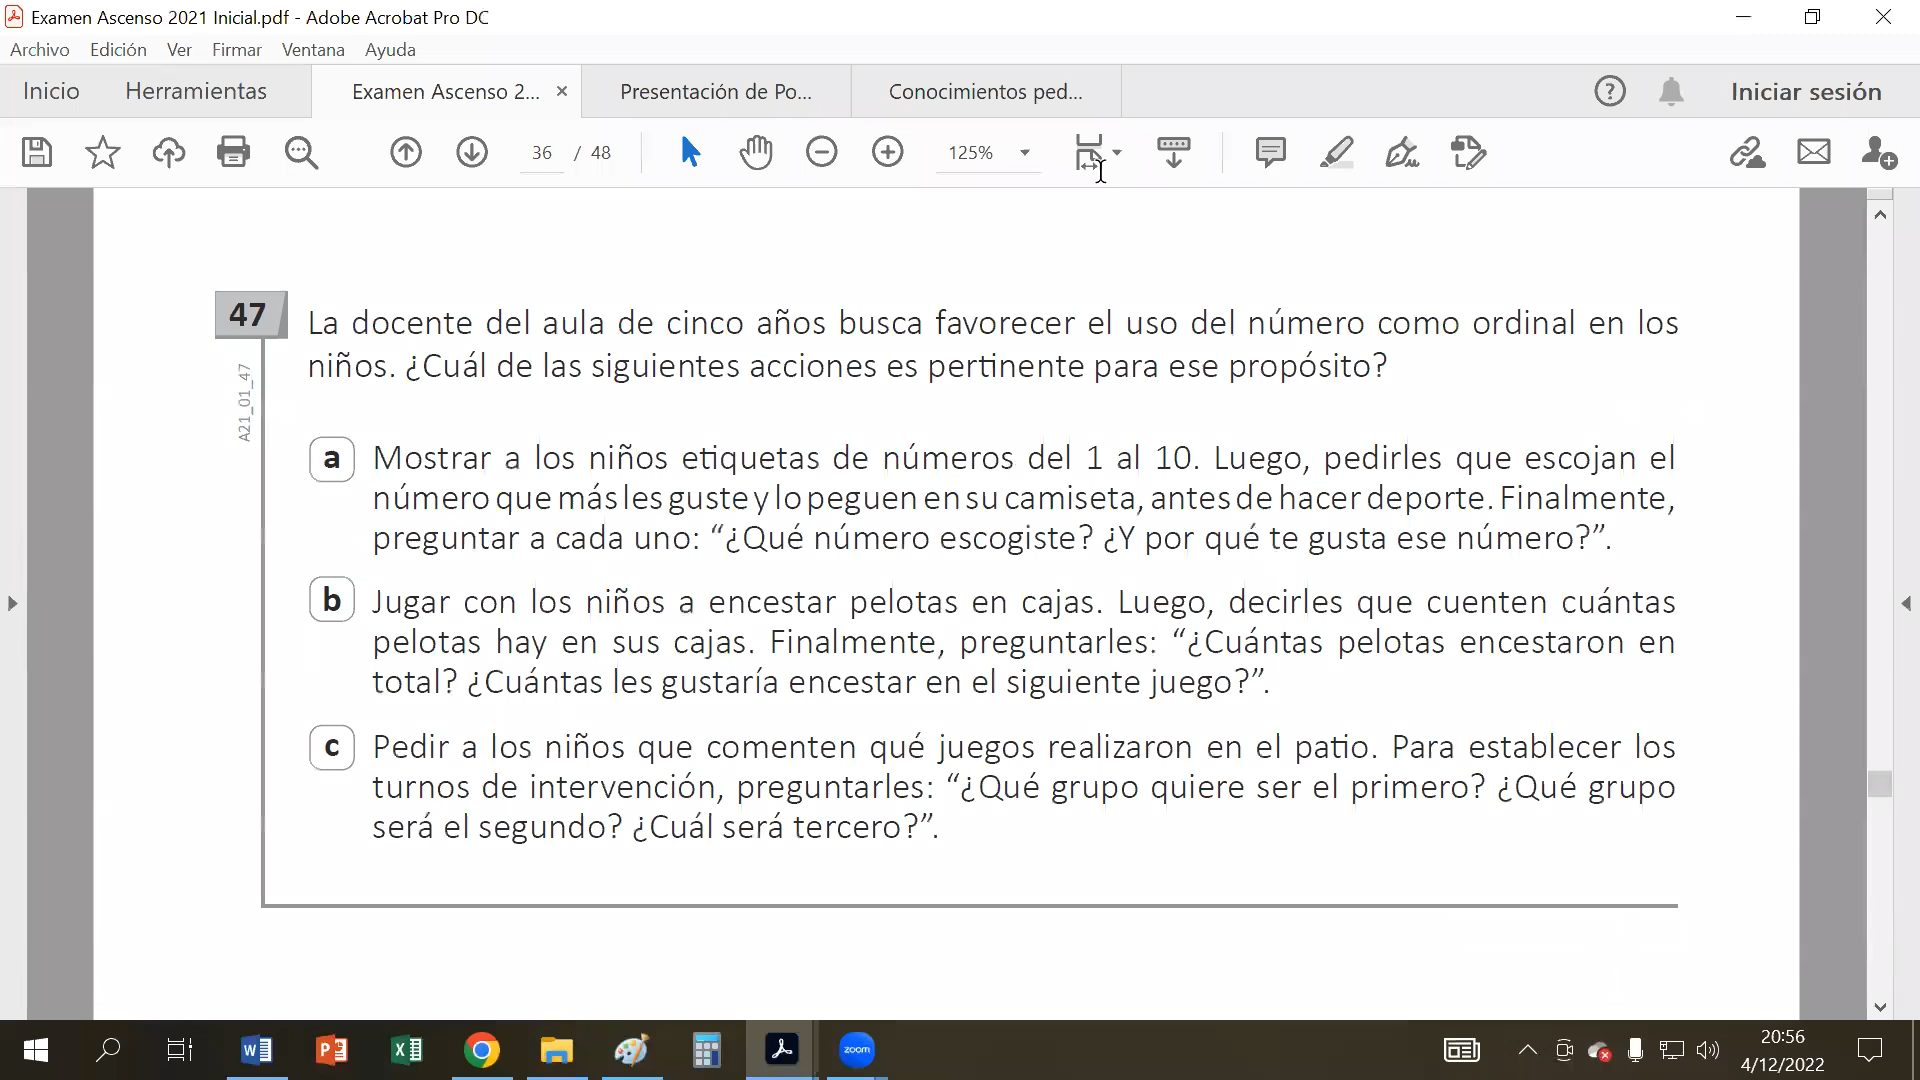 Examen Ascenso 2021 Inicial.pdf - Adobe Acrobat Pro DC
Archivo Edición Ver Firmar Ventana Ayuda
Inicio Herramientas Examen Ascenso 2... × Presentación de Po... Conocimientos ped... ? Iniciar sesión
36 / 48 125%
47
A21_01_47
La docente del aula de cinco años busca favorecer el uso del número como ordinal en los
niños. ¿Cuál de las siguientes acciones es pertinente para ese propósito?
a Mostrar a los niños etiquetas de números del 1 al 10. Luego, pedirles que escojan el
número que más les guste y lo peguen en su camiseta, antes de hacer deporte. Finalmente,
preguntar a cada uno: “¿Qué número escogiste? ¿Y por qué te gusta ese número?”.
b Jugar con los niños a encestar pelotas en cajas. Luego, decirles que cuenten cuántas
pelotas hay en sus cajas. Finalmente, preguntarles: “¿Cuántas pelotas encestaron en
total? ¿Cuántas les gustaría encestar en el siguiente juego?”.
c Pedir a los niños que comenten qué juegos realizaron en el patio. Para establecer los
turnos de intervención, preguntarles: “¿Qué grupo quiere ser el primero? ¿Qué grupo
será el segundo? ¿Cuál será tercero?”.
zoom
20:56
4/12/2022